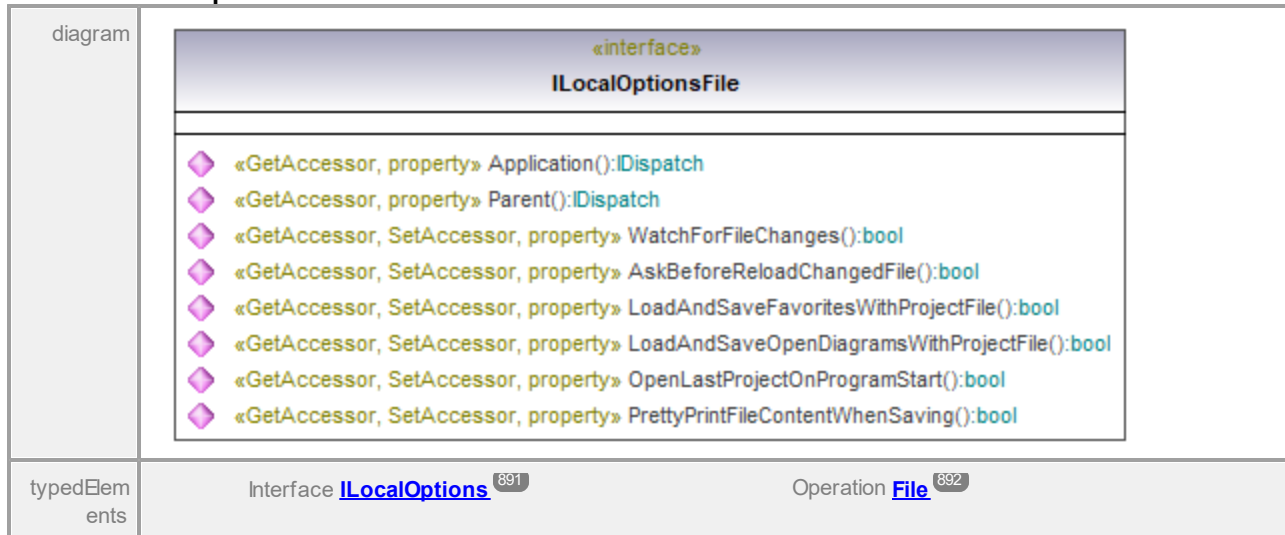 diagram
«interface»
ILocalOptionsFile
«GetAccessor, property» Application():IDispatch
«GetAccessor, property» Parent():IDispatch
«GetAccessor, SetAccessor, property» WatchForFileChanges():bool
«GetAccessor, SetAccessor, property» AskBeforeReloadChangedFile():bool
«GetAccessor, SetAccessor, property» LoadAndSaveFavoritesWithProjectFile():bool
«GetAccessor, SetAccessor, property» LoadAndSaveOpenDiagramsWithProjectFile():bool
«GetAccessor, SetAccessor, property» OpenLastProjectOnProgramStart():bool
«GetAccessor, SetAccessor, property» PrettyPrintFileContentWhenSaving():bool
typedElem
ents
Interface ILocalOptions 891
Operation File 892